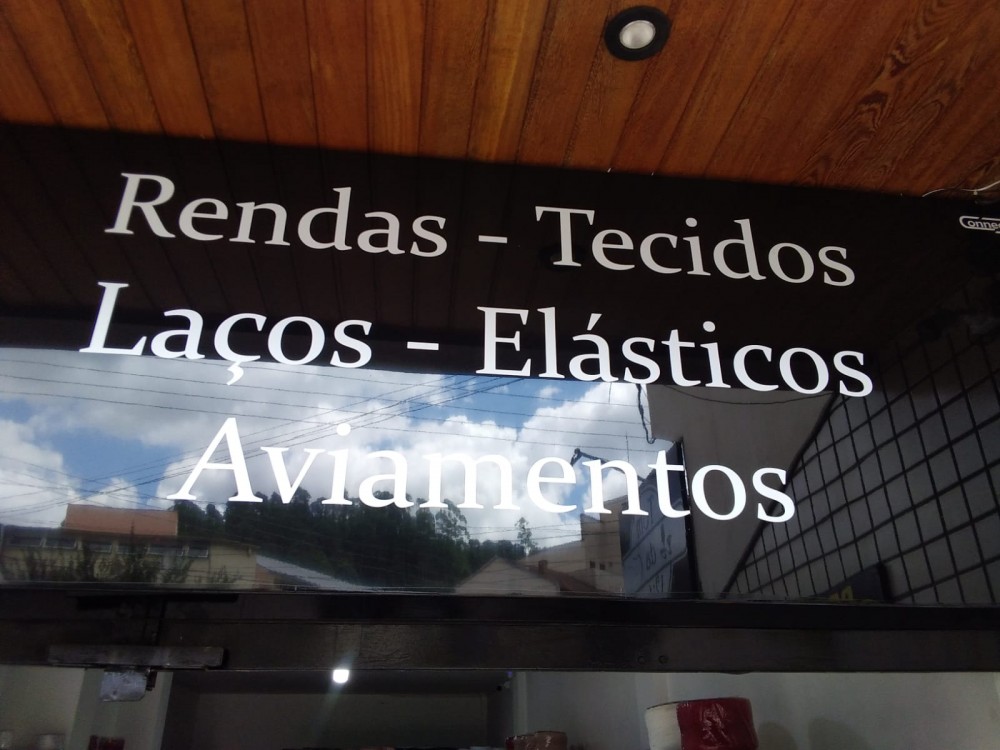 Rendas - Tecidos
Laços - Elásticos
Aviamentos